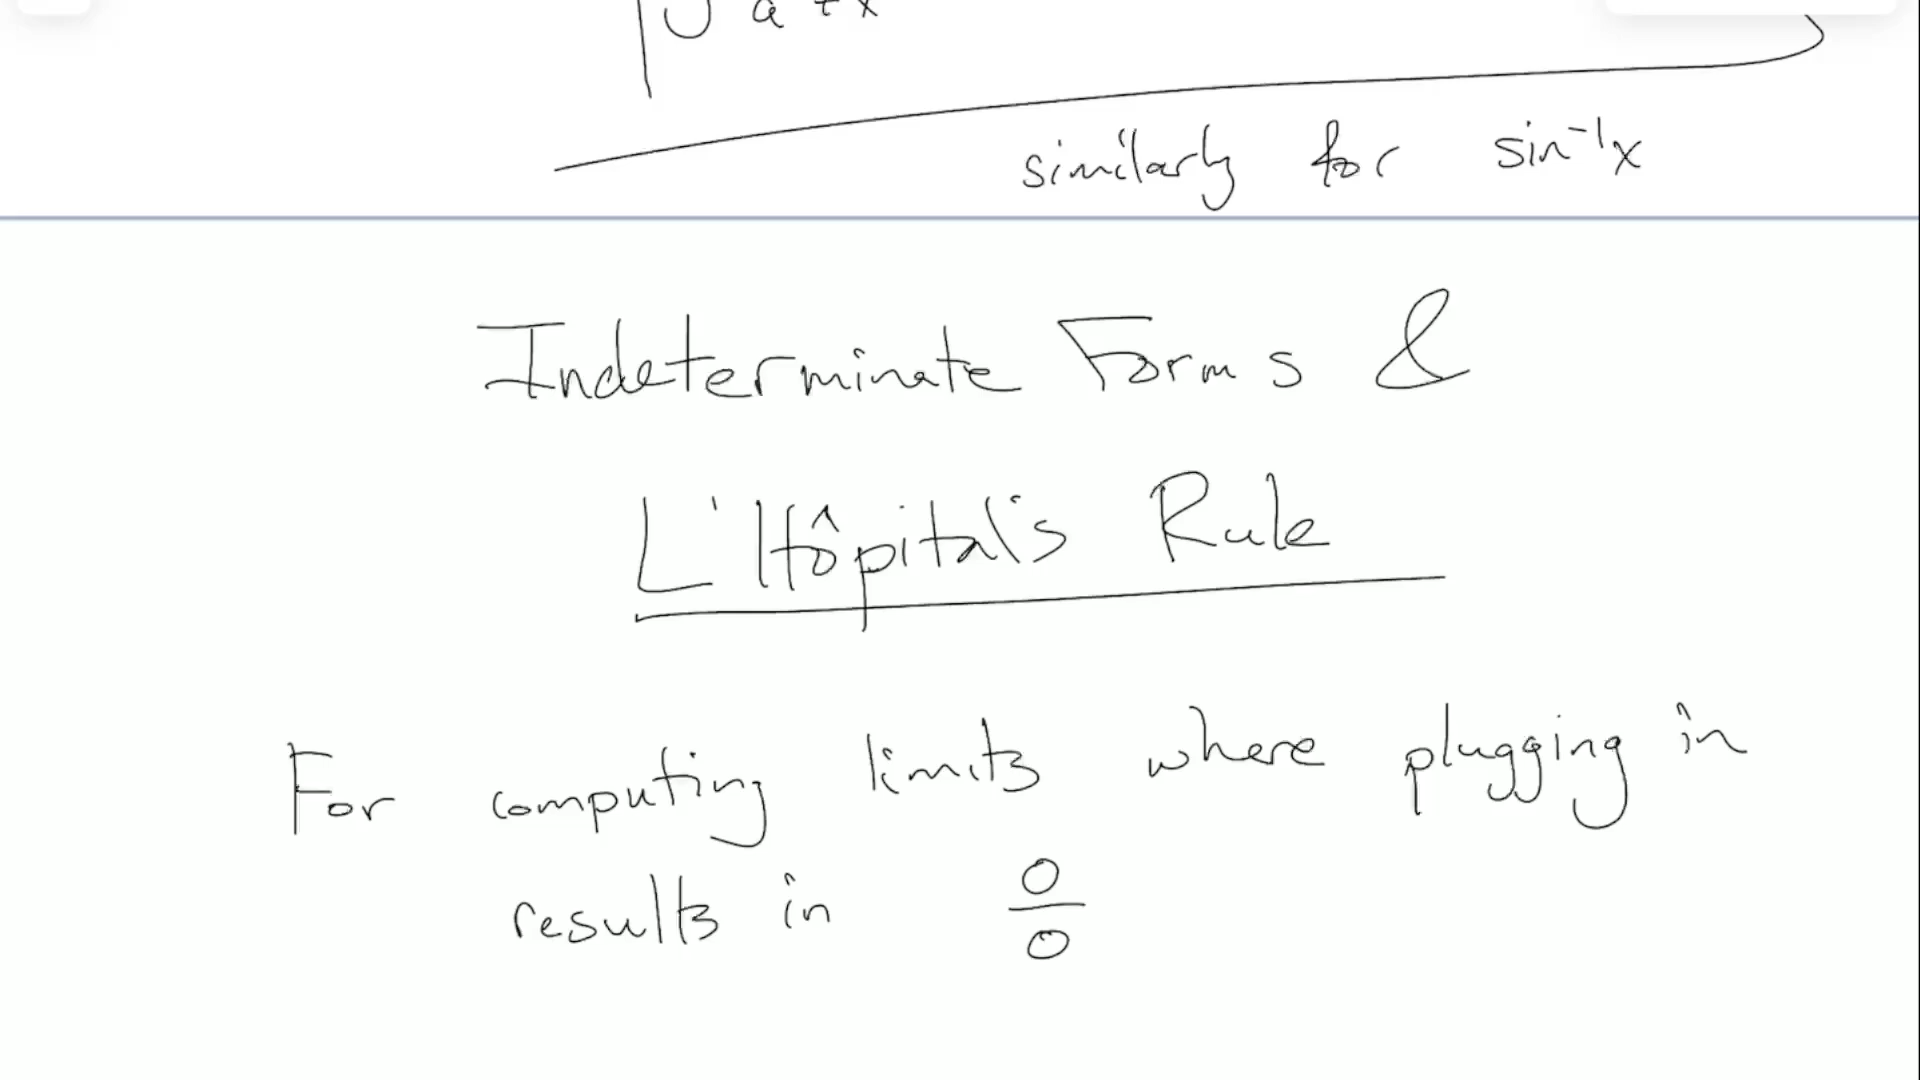 ∫ a + x
similarly for sin⁻¹x
Indeterminate Forms &
L'Hôpital's Rule
For computing limits where plugging in
results in 0/0